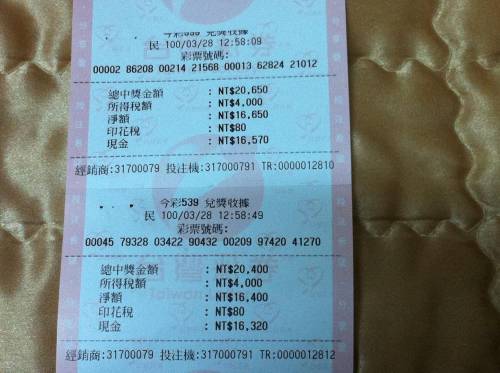 今彩539 兌獎收據
民 100/03/28 12:58:09
彩票號碼:
00002 86208 00214 21568 00013 62824 21012
總中獎金額 : NT$20,650
所得稅額 : NT$4,000
淨額 : NT$16,650
印花稅 : NT$80
現金 : NT$16,570
經銷商:31700079 投注機:317000791 TR:0000012810
今彩539 兌獎收據
民 100/03/28 12:58:49
彩票號碼:
00045 79328 03422 90432 00209 97420 41270
總中獎金額 : NT$20,400
所得稅額 : NT$4,000
淨額 : NT$16,400
印花稅 : NT$80
現金 : NT$16,320
經銷商:31700079 投注機:317000791 TR:0000012812